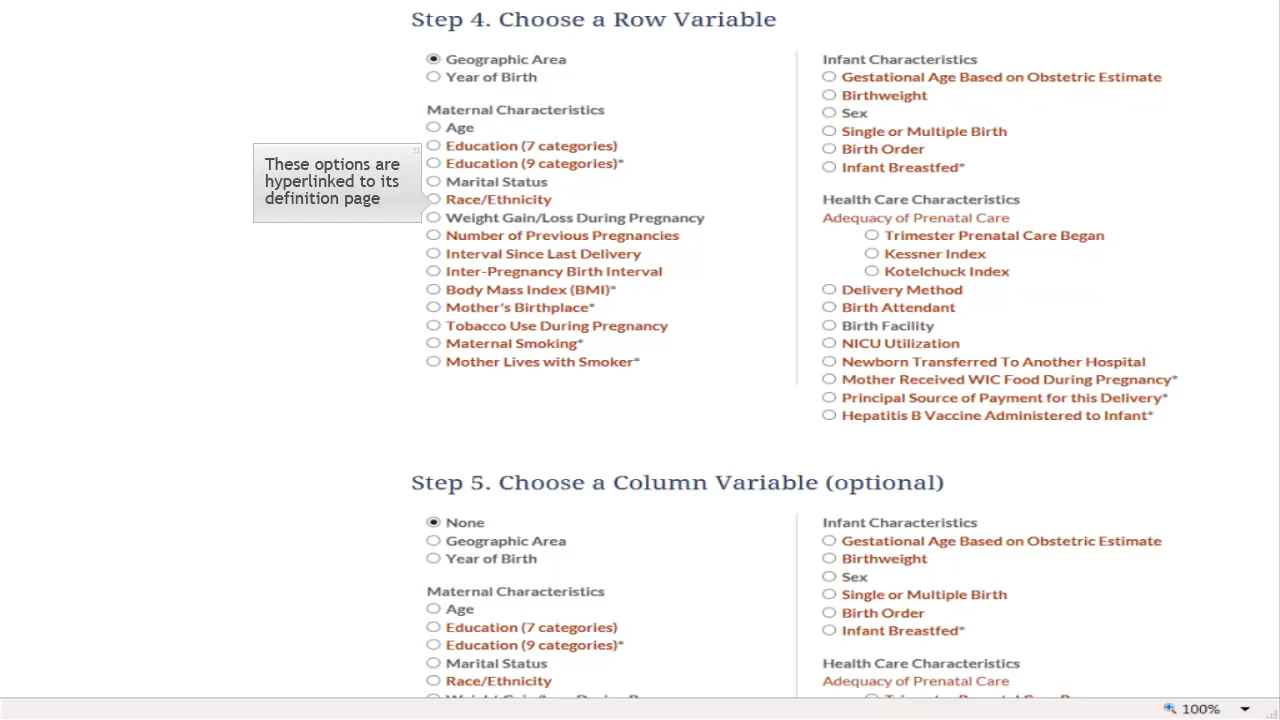 Step 4. Choose a Row Variable
Geographic Area
Year of Birth
Maternal Characteristics
Age
Education (7 categories)
Education (9 categories)*
Marital Status
Race/Ethnicity
Weight Gain/Loss During Pregnancy
Number of Previous Pregnancies
Interval Since Last Delivery
Inter-Pregnancy Birth Interval
Body Mass Index (BMI)*
Mother's Birthplace*
Tobacco Use During Pregnancy
Maternal Smoking*
Mother Lives with Smoker*
These options are
hyperlinked to its
definition page
Infant Characteristics
Gestational Age Based on Obstetric Estimate
Birthweight
Sex
Single or Multiple Birth
Birth Order
Infant Breastfed*
Health Care Characteristics
Adequacy of Prenatal Care
Trimester Prenatal Care Began
Kessner Index
Kotelchuck Index
Delivery Method
Birth Attendant
Birth Facility
NICU Utilization
Newborn Transferred To Another Hospital
Mother Received WIC Food During Pregnancy*
Principal Source of Payment for this Delivery*
Hepatitis B Vaccine Administered to Infant*
Step 5. Choose a Column Variable (optional)
None
Geographic Area
Year of Birth
Maternal Characteristics
Age
Education (7 categories)
Education (9 categories)*
Marital Status
Race/Ethnicity
Infant Characteristics
Gestational Age Based on Obstetric Estimate
Birthweight
Sex
Single or Multiple Birth
Birth Order
Infant Breastfed*
Health Care Characteristics
Adequacy of Prenatal Care
100%